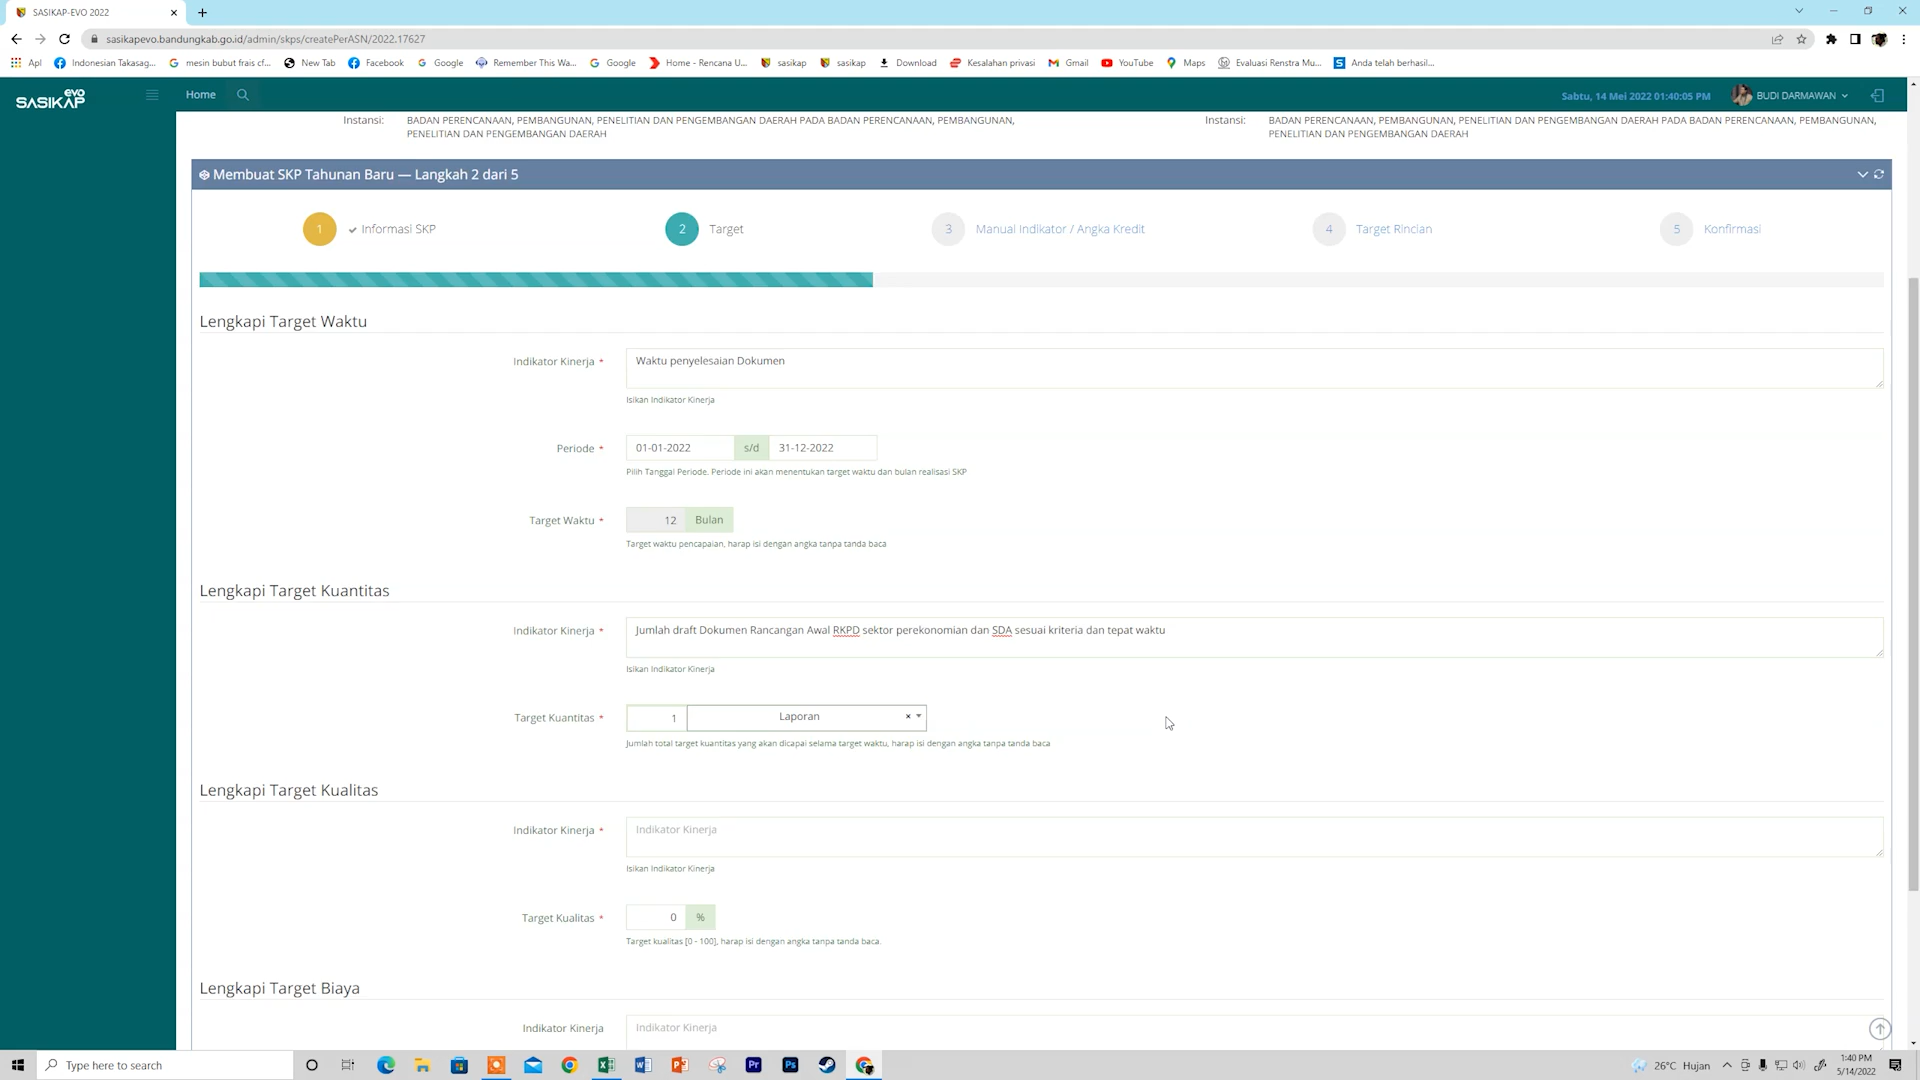 SASIKAP-EVO 2022
sasikapevo.bandungkab.go.id/admin/skps/createPerASN/2022.17627
Apl
Indonesian Takasag...
mesin bubut frais cf...
New Tab
Facebook
Google
Remember This Wa...
Google
Home - Rencana U...
sasikap
sasikap
Download
Kesalahan privasi
Gmail
YouTube
Maps
Evaluasi Renstra Mu...
Anda telah berhasil...
SASIKAP evo
Home
Sabtu, 14 Mei 2022 01:40:05 PM
BUDI DARMAWAN
Instansi:
BADAN PERENCANAAN, PEMBANGUNAN, PENELITIAN DAN PENGEMBANGAN DAERAH PADA BADAN PERENCANAAN, PEMBANGUNAN,
PENELITIAN DAN PENGEMBANGAN DAERAH
Instansi:
BADAN PERENCANAAN, PEMBANGUNAN, PENELITIAN DAN PENGEMBANGAN DAERAH PADA BADAN PERENCANAAN, PEMBANGUNAN,
PENELITIAN DAN PENGEMBANGAN DAERAH
Membuat SKP Tahunan Baru — Langkah 2 dari 5
1 Informasi SKP
2 Target
3 Manual Indikator / Angka Kredit
4 Target Rincian
5 Konfirmasi
Lengkapi Target Waktu
Indikator Kinerja *
Waktu penyelesaian Dokumen
Isikan Indikator Kinerja
Periode *
01-01-2022 s/d 31-12-2022
Pilih Tanggal Periode. Periode ini akan menentukan target waktu dan bulan realisasi SKP
Target Waktu *
12 Bulan
Target waktu pencapaian, harap isi dengan angka tanpa tanda baca
Lengkapi Target Kuantitas
Indikator Kinerja *
Jumlah draft Dokumen Rancangan Awal RKPD sektor perekonomian dan SDA sesuai kriteria dan tepat waktu
Isikan Indikator Kinerja
Target Kuantitas *
1 Laporan ×
Jumlah total target kuantitas yang akan dicapai selama target waktu, harap isi dengan angka tanpa tanda baca
Lengkapi Target Kualitas
Indikator Kinerja *
Indikator Kinerja
Isikan Indikator Kinerja
Target Kualitas *
0 %
Target kualitas [0 - 100], harap isi dengan angka tanpa tanda baca.
Lengkapi Target Biaya
Indikator Kinerja
Indikator Kinerja
Type here to search
26°C Hujan
1:40 PM
5/14/2022